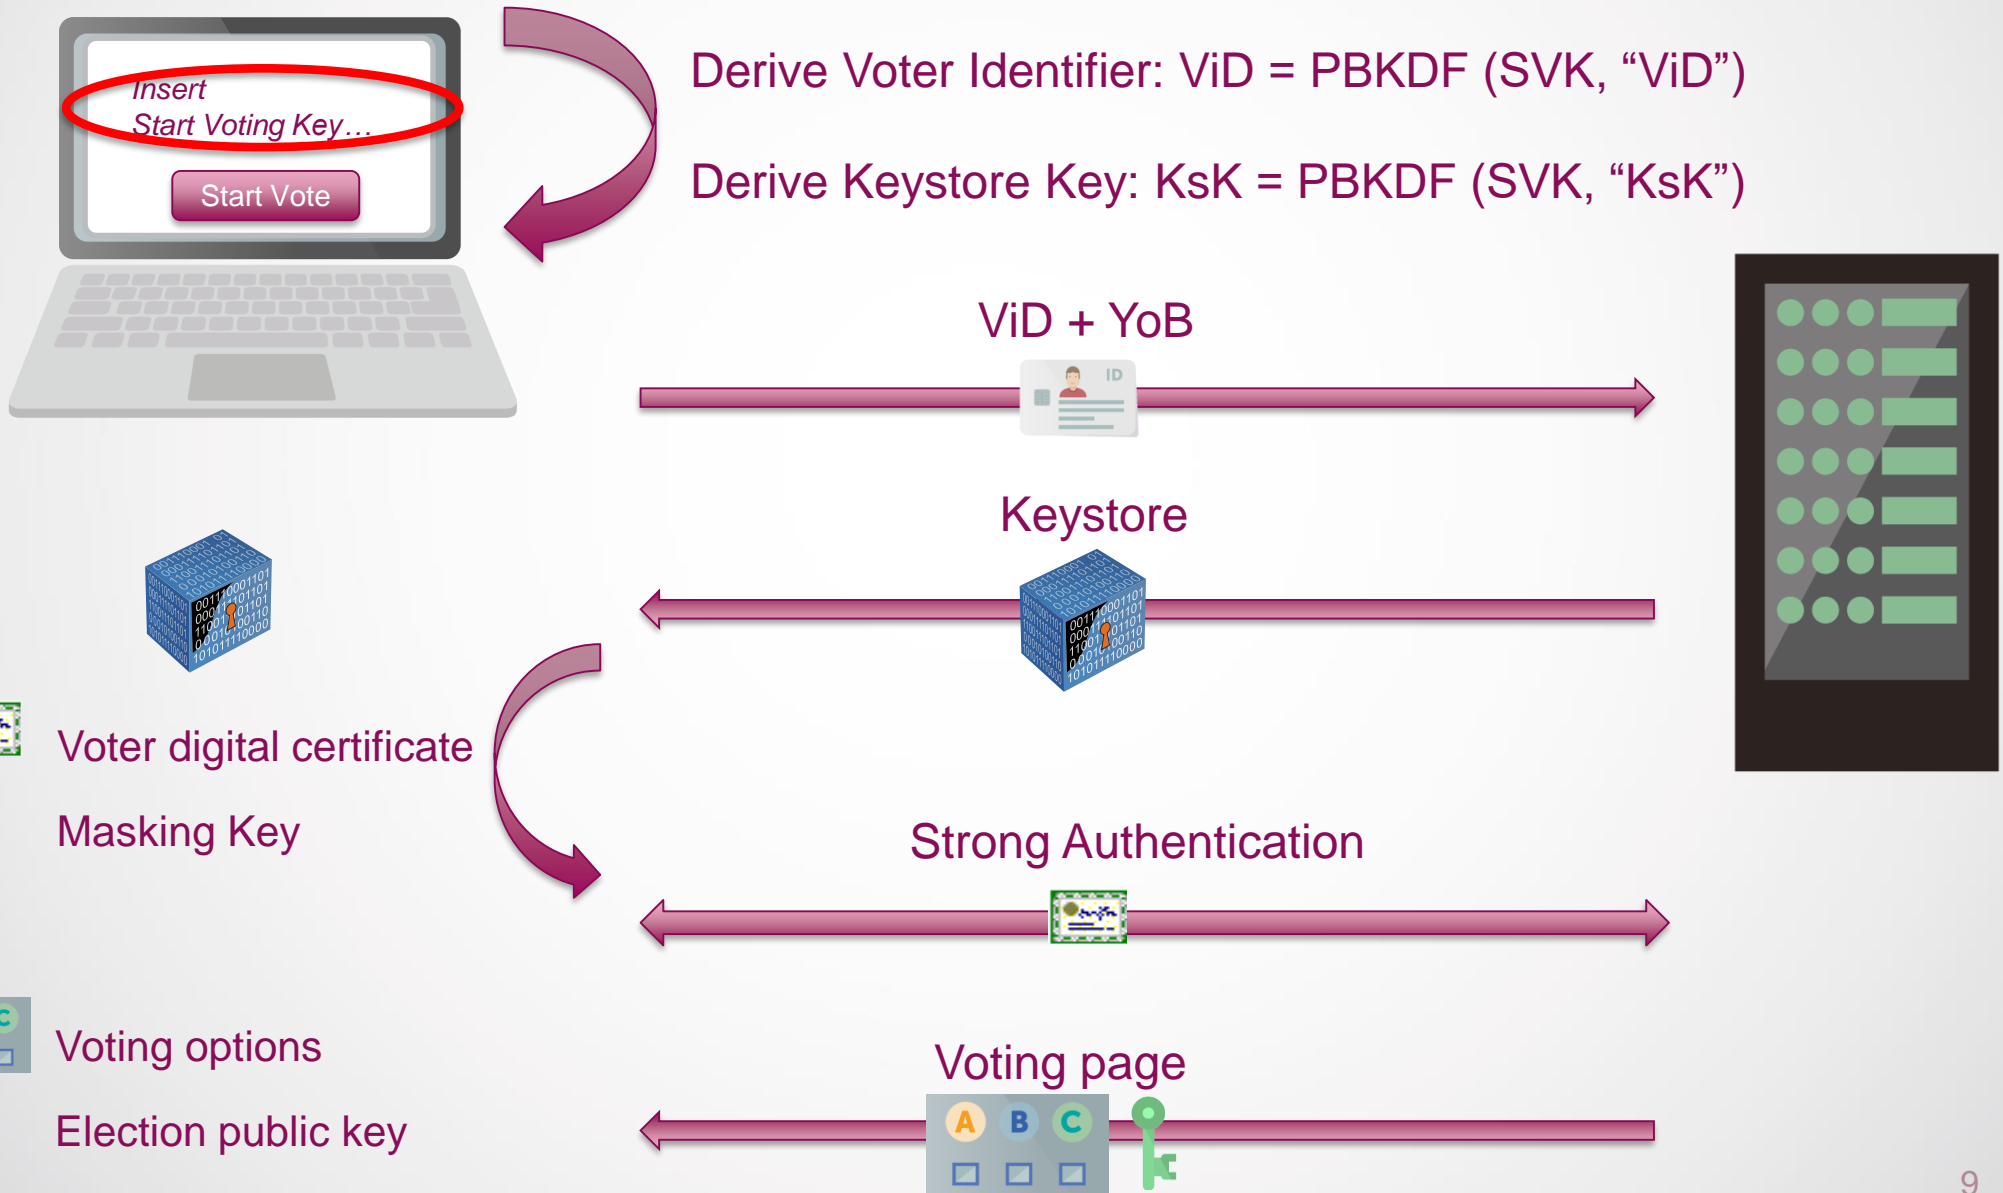 Insert
Start Voting Key…
Start Vote
Derive Voter Identifier: ViD = PBKDF (SVK, “ViD”)
Derive Keystore Key: KsK = PBKDF (SVK, “KsK”)
ViD + YoB
ID
Keystore
Voter digital certificate
Masking Key
Strong Authentication
Voting options
Election public key
Voting page
A B C
C
9